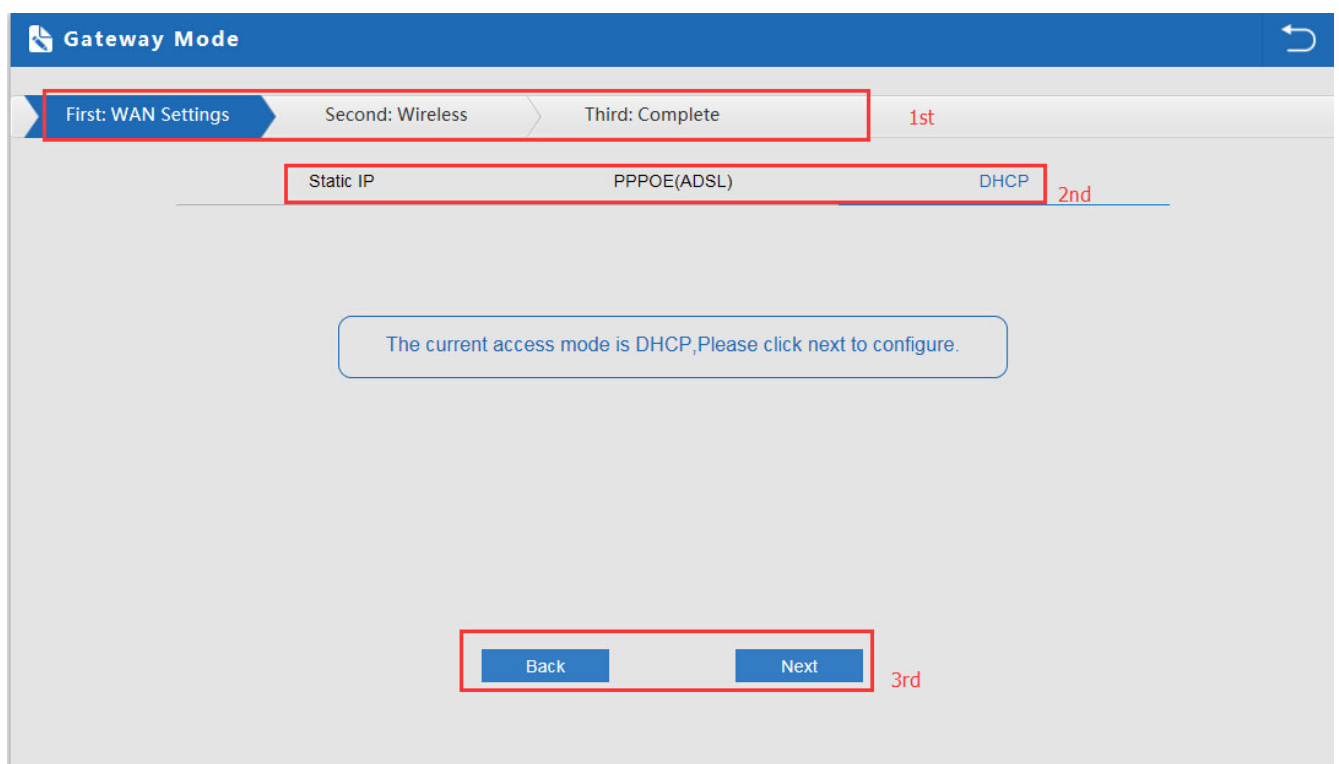 Gateway Mode
First: WAN Settings Second: Wireless Third: Complete 1st
Static IP PPPOE(ADSL) DHCP 2nd
The current access mode is DHCP,Please click next to configure.
Back Next 3rd